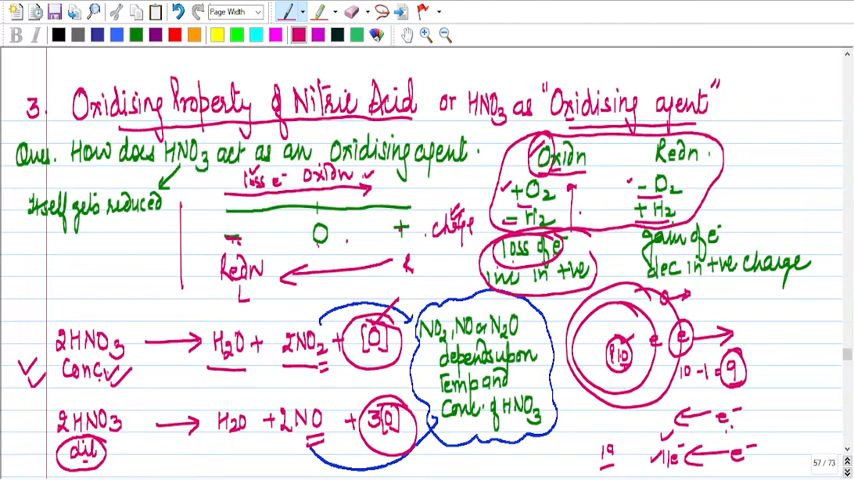 Page Width
B I
3. Oxidising Property of Nitric Acid or HNO3 as "Oxidising agent"
Ques. How does HNO3 act as an Oxidising agent.
Itself gets reduced
loss e- Oxidn
- 0 + charge
Redn
Oxidn Redn.
+O2 -O2
= H2 + H2
loss of e- gain of e-
inc in +ve dec in +ve charge
2HNO3 → H2O + 2NO2 + [O]
Conc.
2HNO3 → H2O + 2NO + 3[O]
dil
NO2, NO or N2O
depends upon
Temp and
Conc. of HNO3
P10 e e
10-1 = 9
e-
11e- e-
57 / 73